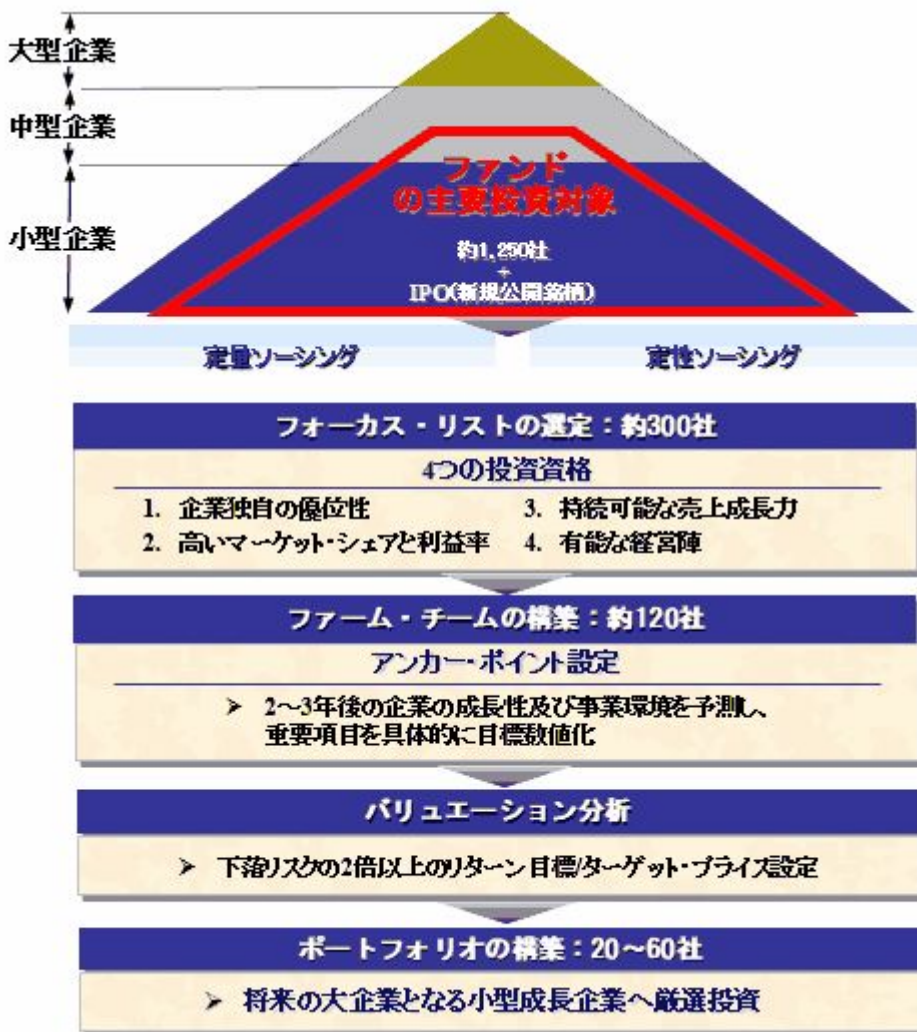 大型企業
中型企業
小型企業
ファンド
の主要投資対象
約1,250社
+
IPO(新規公開銘柄)
定量ソーシング
定性ソーシング
フォーカス・リストの選定：約300社
4つの投資資格
1. 企業独自の優位性
2. 高いマーケット・シェアと利益率
3. 持続可能な売上成長力
4. 有能な経営陣
ファーム・チームの構築：約120社
アンカー・ポイント設定
➢ 2～3年後の企業の成長性及び事業環境を予測し、
重要項目を具体的に目標数値化
バリュエーション分析
➢ 下落リスクの2倍以上のリターン目標/ターゲット・プライズ設定
ポートフォリオの構築：20～60社
➢ 将来の大企業となる小型成長企業へ厳選投資